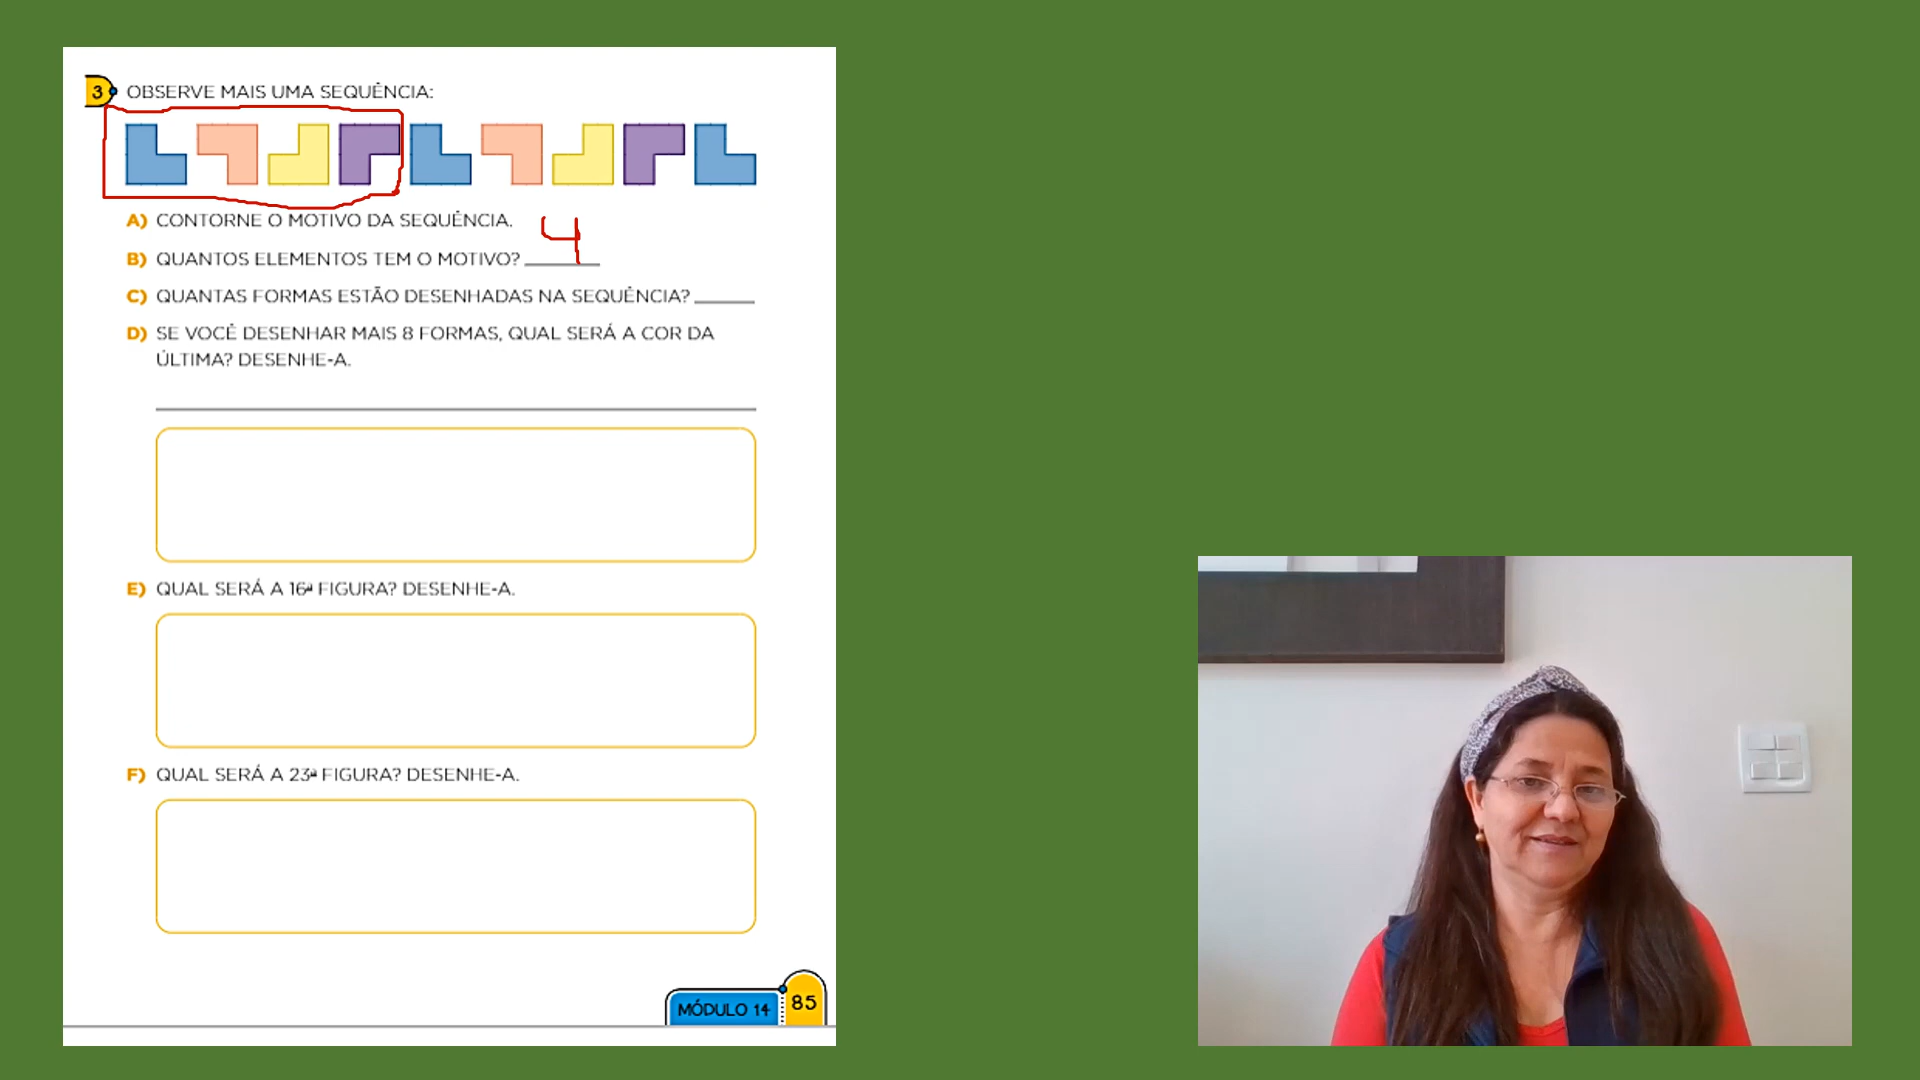 3 OBSERVE MAIS UMA SEQUÊNCIA:
A) CONTORNE O MOTIVO DA SEQUÊNCIA.
B) QUANTOS ELEMENTOS TEM O MOTIVO? 4
C) QUANTAS FORMAS ESTÃO DESENHADAS NA SEQUÊNCIA?
D) SE VOCÊ DESENHAR MAIS 8 FORMAS, QUAL SERÁ A COR DA
ÚLTIMA? DESENHE-A.
E) QUAL SERÁ A 16ª FIGURA? DESENHE-A.
F) QUAL SERÁ A 23ª FIGURA? DESENHE-A.
MÓDULO 14 85